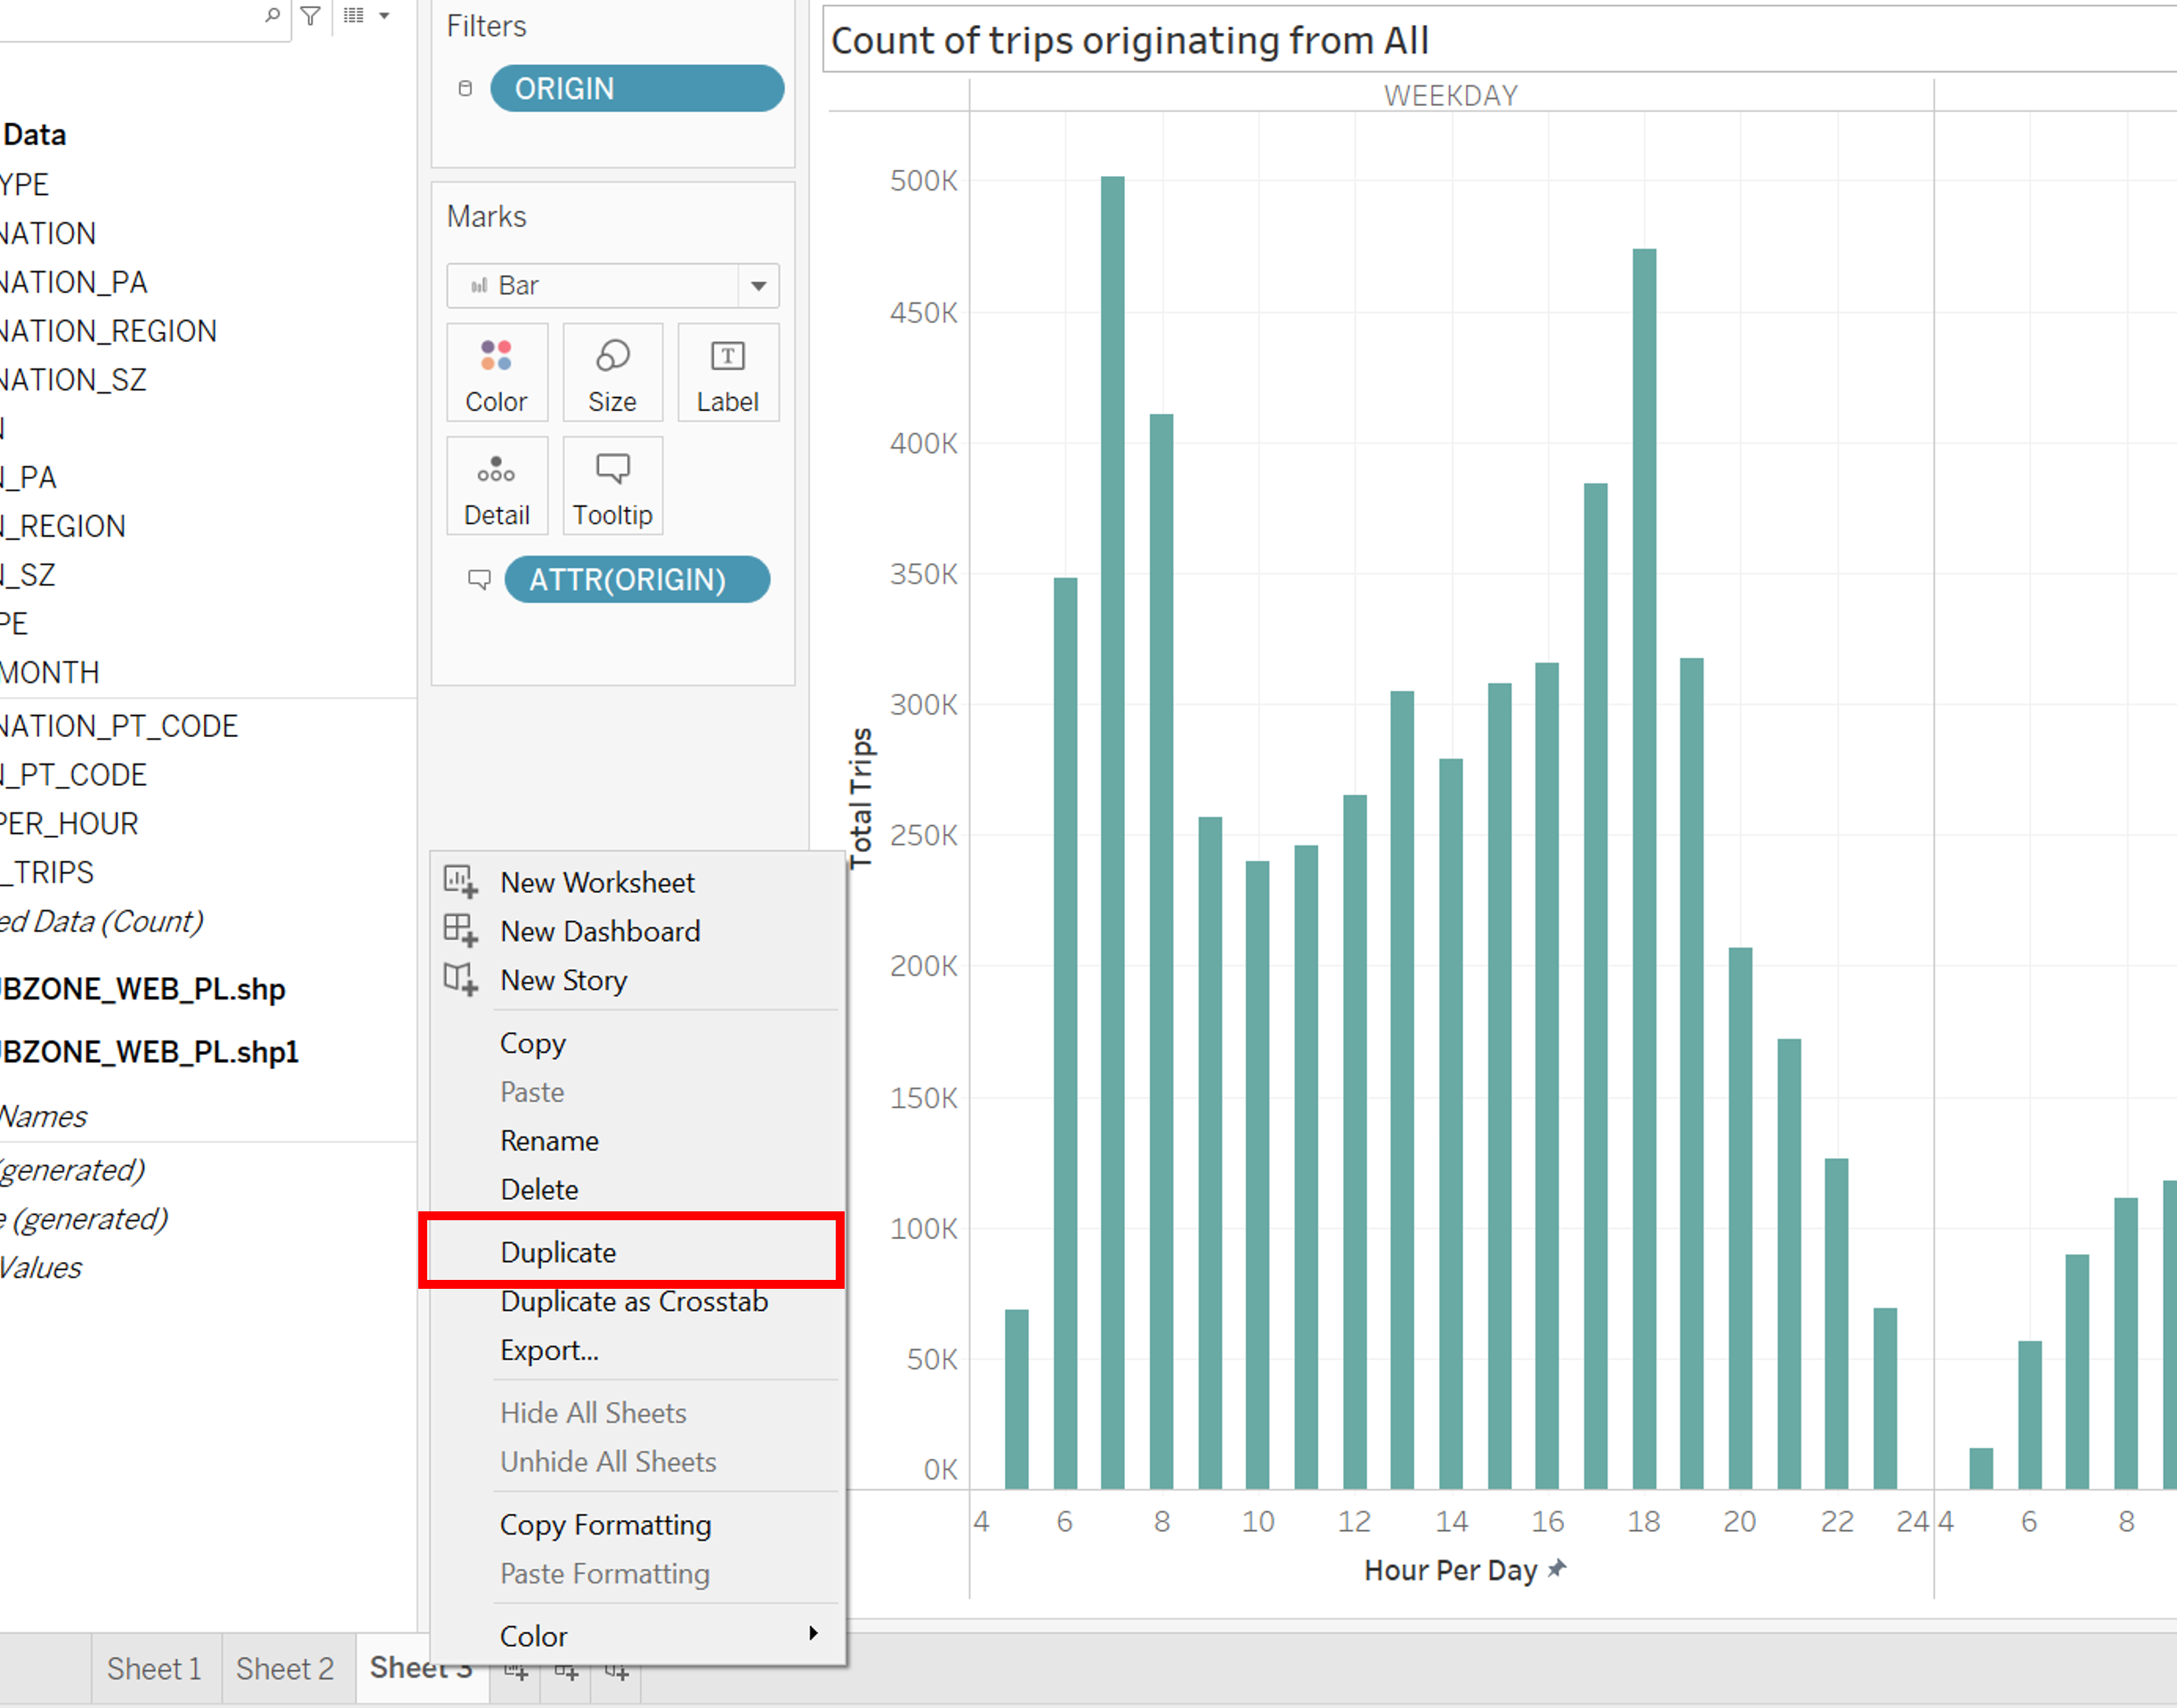 Data
YPE
NATION
NATION_PA
NATION_REGION
NATION_SZ
N
N_PA
N_REGION
N_SZ
PE
MONTH
NATION_PT_CODE
N_PT_CODE
PER_HOUR
_TRIPS
ed Data (Count)
UBZONE_WEB_PL.shp
UBZONE_WEB_PL.shp1
Names
(generated)
e (generated)
Values
Filters
ORIGIN
Marks
Bar
Color
Size
Label
Detail
Tooltip
ATTR(ORIGIN)
New Worksheet
New Dashboard
New Story
Copy
Paste
Rename
Delete
Duplicate
Duplicate as Crosstab
Export...
Hide All Sheets
Unhide All Sheets
Copy Formatting
Paste Formatting
Color
Count of trips originating from All
WEEKDAY
Total Trips
500K
450K
400K
350K
300K
250K
200K
150K
100K
50K
0K
4 6 8 10 12 14 16 18 20 22 24 4 6 8
Hour Per Day
Sheet 1 Sheet 2 Sheet 3